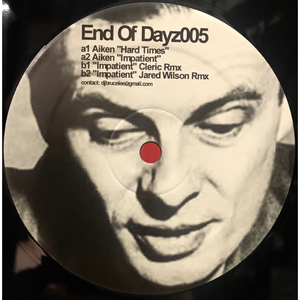 End Of Dayz005
a1 Aiken "Hard Times"
a2 Aiken "Impatient"
b1 "Impatient" Cleric Rmx
b2 "Impatient" Jared Wilson Rmx
contact: djbrucelee@gmail.com